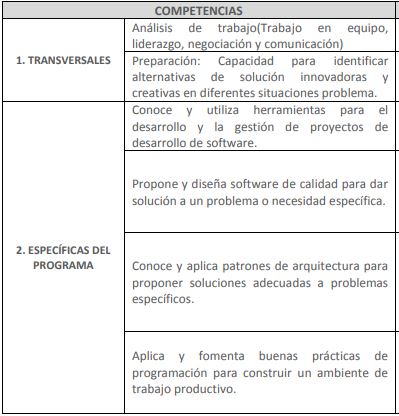 COMPETENCIAS
1. TRANSVERSALES
Análisis de trabajo(Trabajo en equipo,
liderazgo, negociación y comunicación)
Preparación: Capacidad para identificar
alternativas de solución innovadoras y
creativas en diferentes situaciones problema.
2. ESPECÍFICAS DEL
PROGRAMA
Conoce y utiliza herramientas para el
desarrollo y la gestión de proyectos de
desarrollo de software.
Propone y diseña software de calidad para dar
solución a un problema o necesidad específica.
Conoce y aplica patrones de arquitectura para
proponer soluciones adecuadas a problemas
específicos.
Aplica y fomenta buenas prácticas de
programación para construir un ambiente de
trabajo productivo.